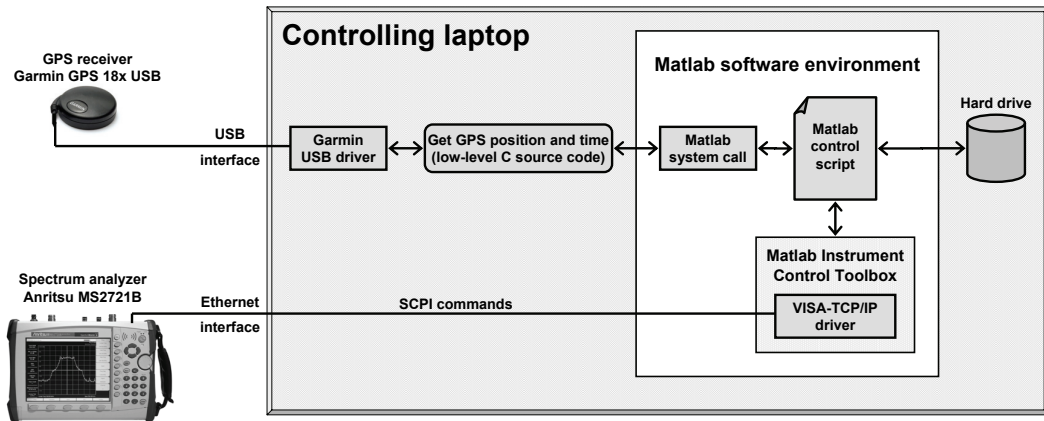 Controlling laptop
GPS receiver
Garmin GPS 18x USB
USB
interface
Garmin
USB driver
Get GPS position and time
(low-level C source code)
Matlab software environment
Matlab
system call
Matlab
control
script
Hard drive
Matlab Instrument
Control Toolbox
VISA-TCP/IP
driver
Spectrum analyzer
Anritsu MS2721B
Ethernet
interface
SCPI commands